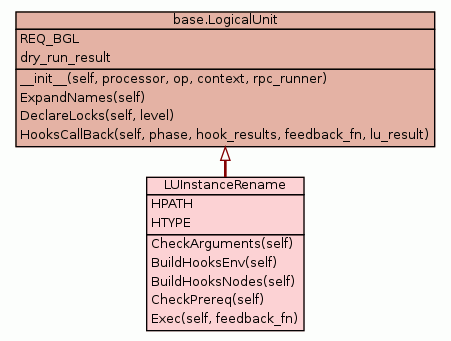 base.LogicalUnit
REQ_BGL
dry_run_result
__init__(self, processor, op, context, rpc_runner)
ExpandNames(self)
DeclareLocks(self, level)
HooksCallBack(self, phase, hook_results, feedback_fn, lu_result)
LUInstanceRename
HPATH
HTYPE
CheckArguments(self)
BuildHooksEnv(self)
BuildHooksNodes(self)
CheckPrereq(self)
Exec(self, feedback_fn)